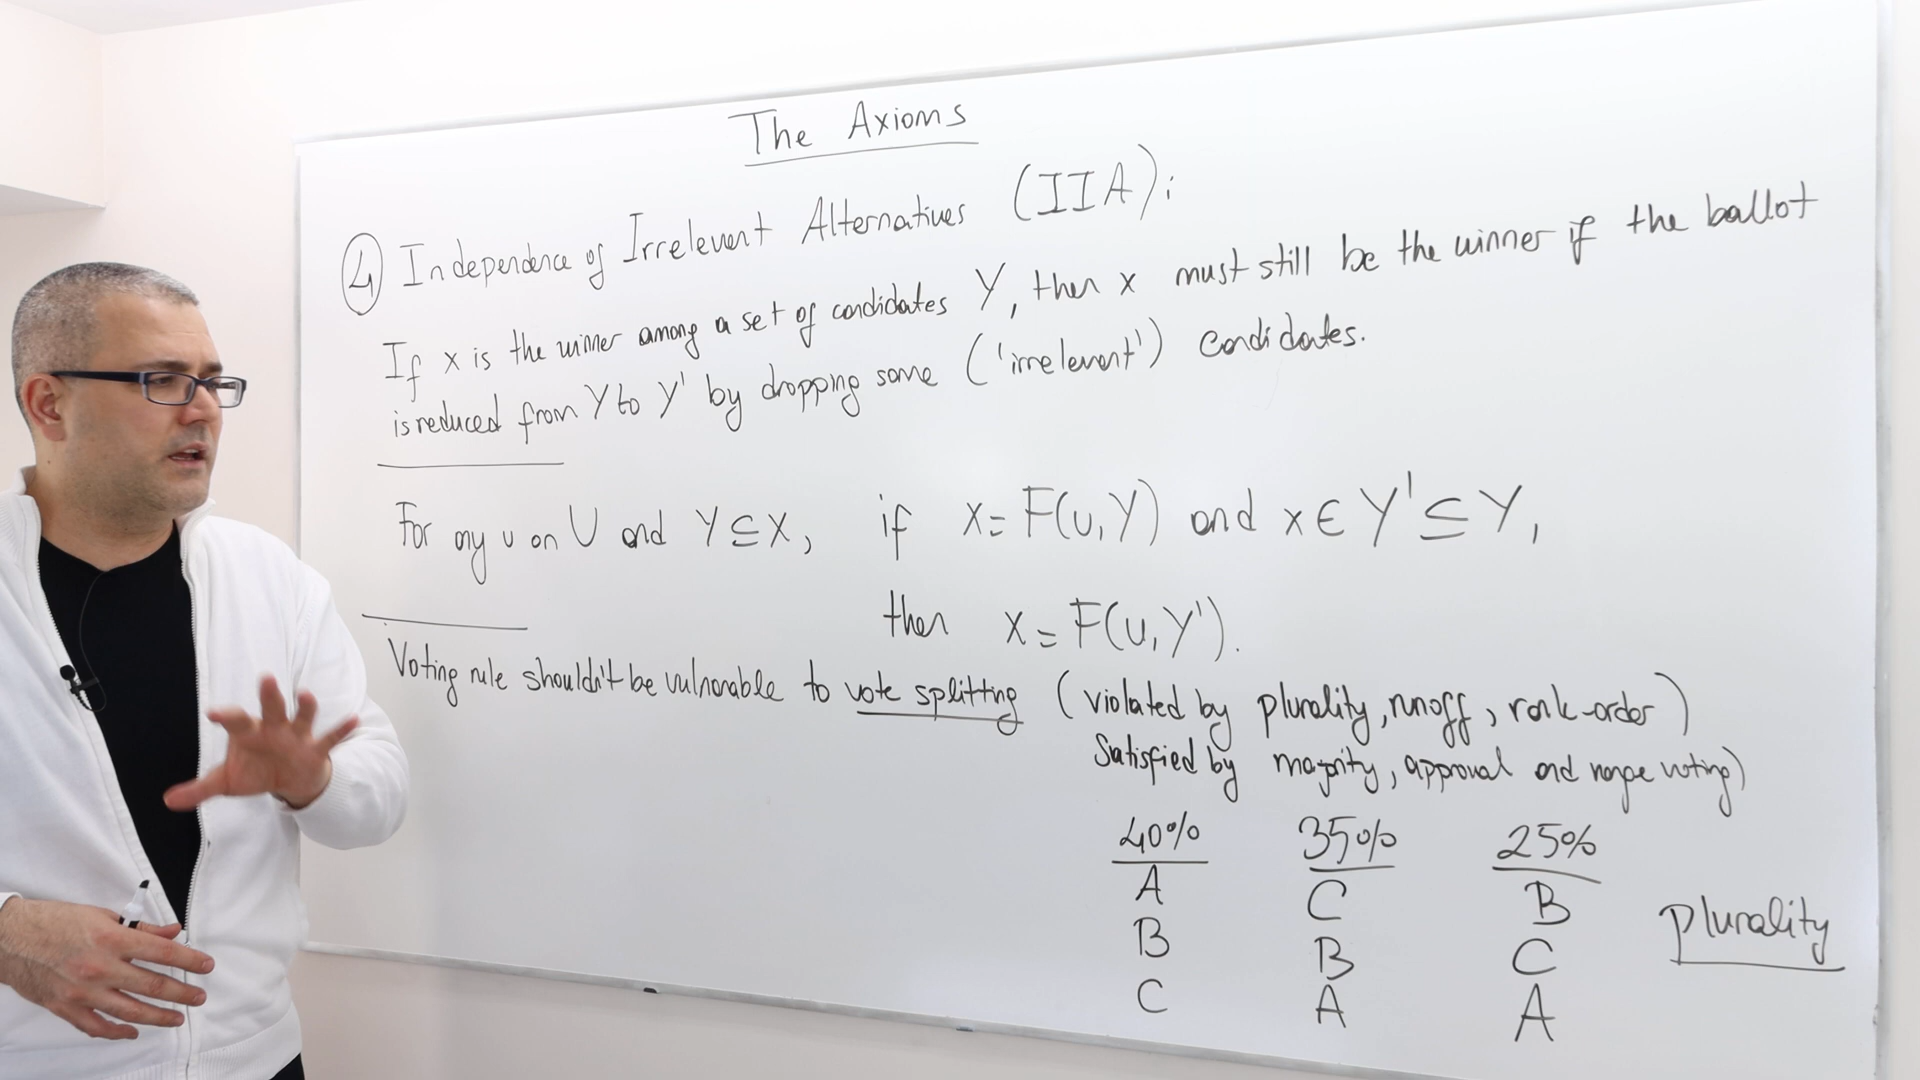 The Axioms
④ Independence of Irrelevent Alternatives (IIA):
If x is the winner among a set of candidates Y, then x must still be the winner if the ballot
is reduced from Y to Y' by dropping some ('irrelevent') candidates.
For any u on U and Y ⊆ X, if x = F(u,Y) and x ∈ Y' ⊆ Y,
then x = F(u,Y').
Voting rule shouldn't be vulnerable to vote splitting (violated by plurality, runoff, rank-order)
Satisfied by majority, approval and range voting)
40% 35% 25%
A C B
B B C
C A A
plurality